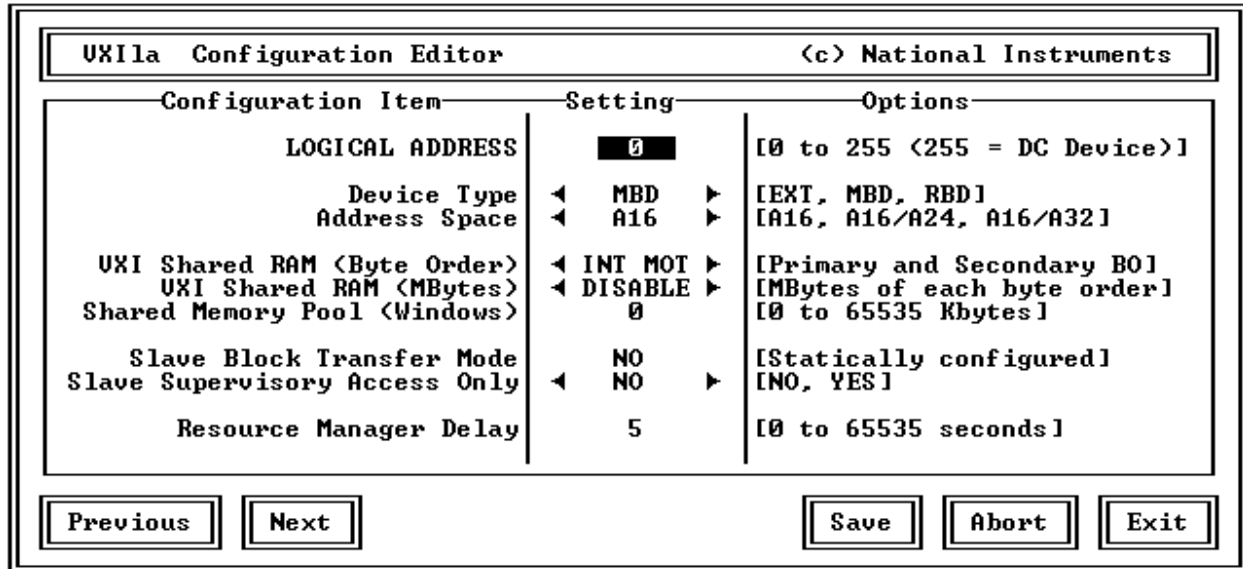 VXI1a Configuration Editor (c) National Instruments
Configuration Item Setting Options
LOGICAL ADDRESS 0 [0 to 255 (255 = DC Device)]
Device Type ◄ MBD ► [EXT, MBD, RBD]
Address Space ◄ A16 ► [A16, A16/A24, A16/A32]
VXI Shared RAM (Byte Order) ◄ INT MOT ► [Primary and Secondary BO]
VXI Shared RAM (MBytes) ◄ DISABLE ► [MBytes of each byte order]
Shared Memory Pool (Windows) 0 [0 to 65535 Kbytes]
Slave Block Transfer Mode NO [Statically configured]
Slave Supervisory Access Only ◄ NO ► [NO, YES]
Resource Manager Delay 5 [0 to 65535 seconds]
Previous Next Save Abort Exit